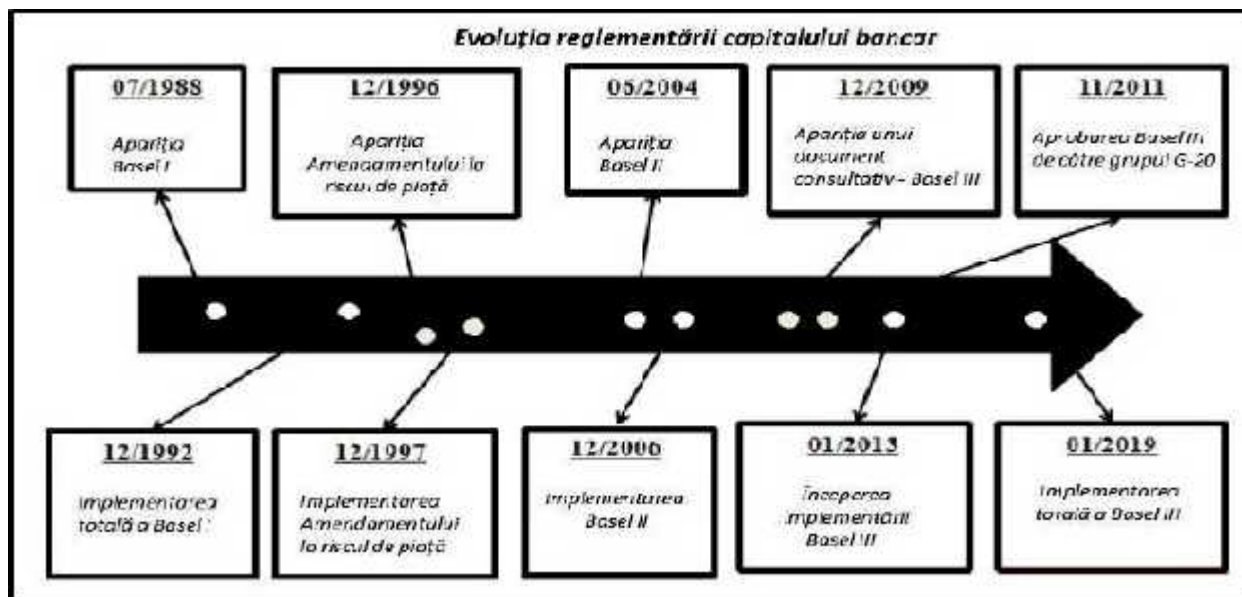 Evoluția reglementării capitalului bancar
07/1988
Apariția
Basel I
12/1996
Apariția
Amendamentului la
riscul de piață
06/2004
Apariția
Basel II
12/2009
Apariția unui
document
consultativ – Basel III
11/2011
Aprobarea Basel III
de către grupul G-20
12/1992
Implementarea
totală a Basel I
12/1997
Implementarea
Amendamentului
la riscul de piață
12/2006
Implementarea
Basel II
01/2013
Începerea
implementării
Basel III
01/2019
Implementarea
totală a Basel III